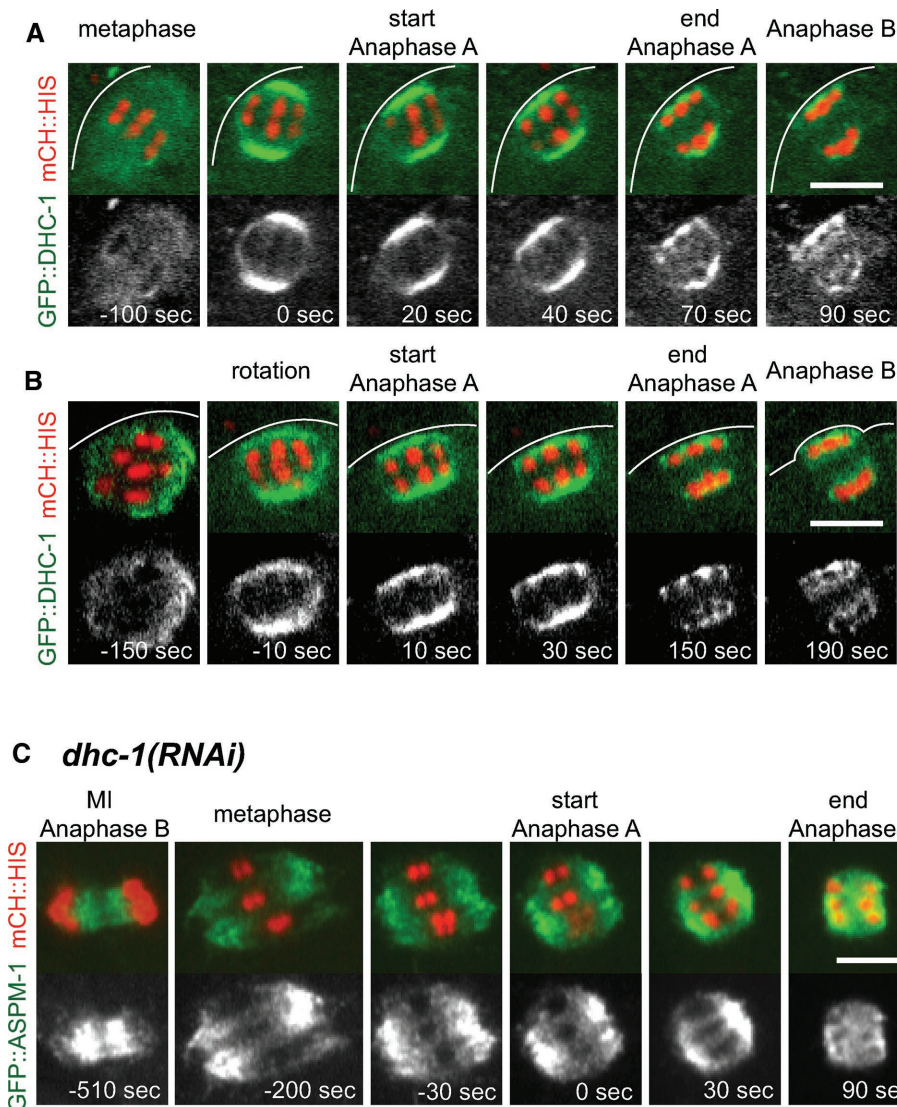 A
metaphase
start
Anaphase A
end
Anaphase A
Anaphase B
GFP::DHC-1 mCH::HIS
-100 sec
0 sec
20 sec
40 sec
70 sec
90 sec
B
rotation
start
Anaphase A
end
Anaphase A
Anaphase B
GFP::DHC-1 mCH::HIS
-150 sec
-10 sec
10 sec
30 sec
150 sec
190 sec
C dhc-1(RNAi)
MI
Anaphase B
metaphase
start
Anaphase A
end
Anaphase
GFP::ASPM-1 mCH::HIS
-510 sec
-200 sec
-30 sec
0 sec
30 sec
90 sec